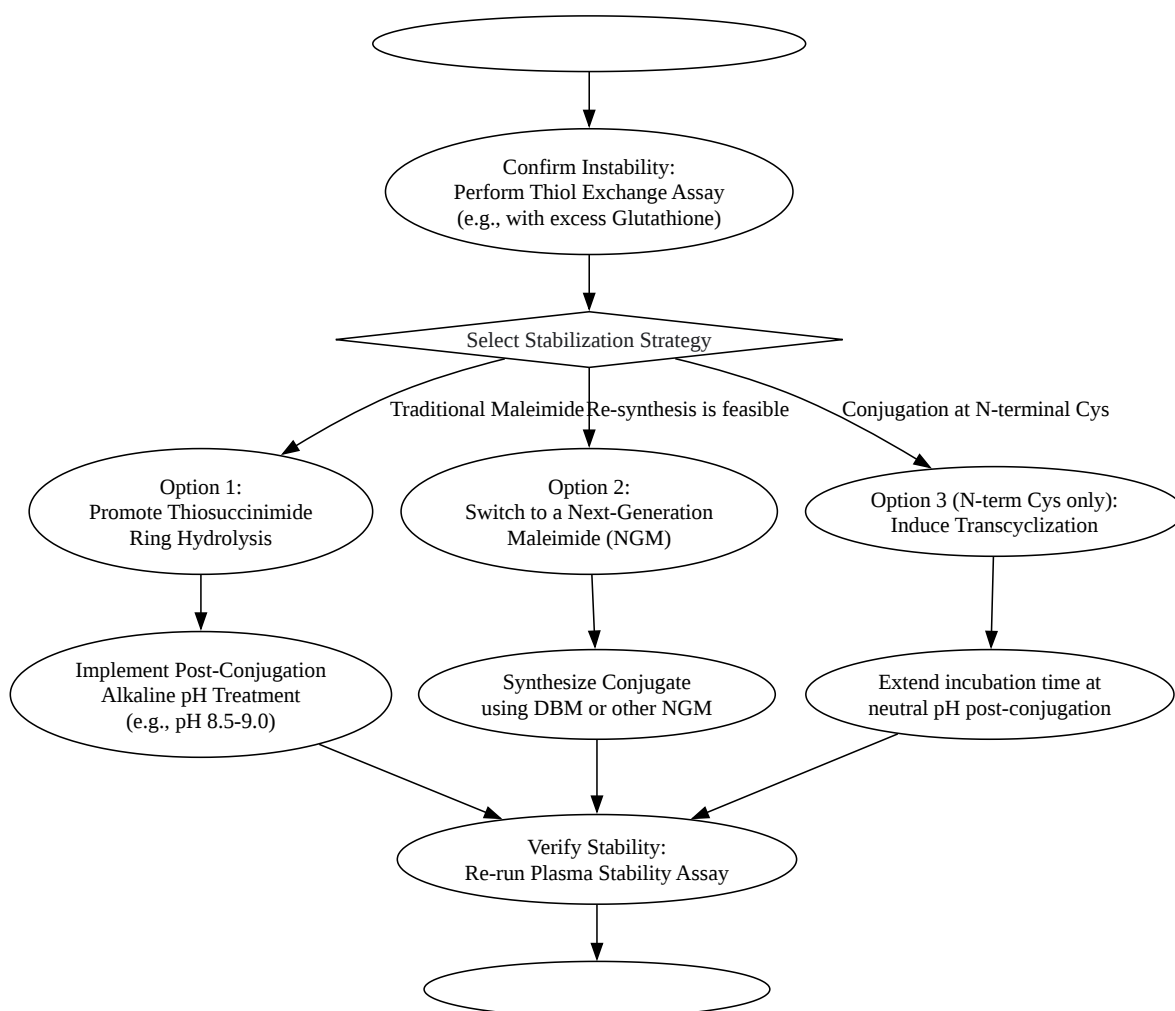 Confirm Instability:
Perform Thiol Exchange Assay
(e.g., with excess Glutathione)
Select Stabilization Strategy
Traditional Maleimide
Re-synthesis is feasible
Conjugation at N-terminal Cys
Option 1:
Promote Thiosuccinimide
Ring Hydrolysis
Option 2:
Switch to a Next-Generation
Maleimide (NGM)
Option 3 (N-term Cys only):
Induce Transcyclization
Implement Post-Conjugation
Alkaline pH Treatment
(e.g., pH 8.5-9.0)
Synthesize Conjugate
using DBM or other NGM
Extend incubation time at
neutral pH post-conjugation
Verify Stability:
Re-run Plasma Stability Assay